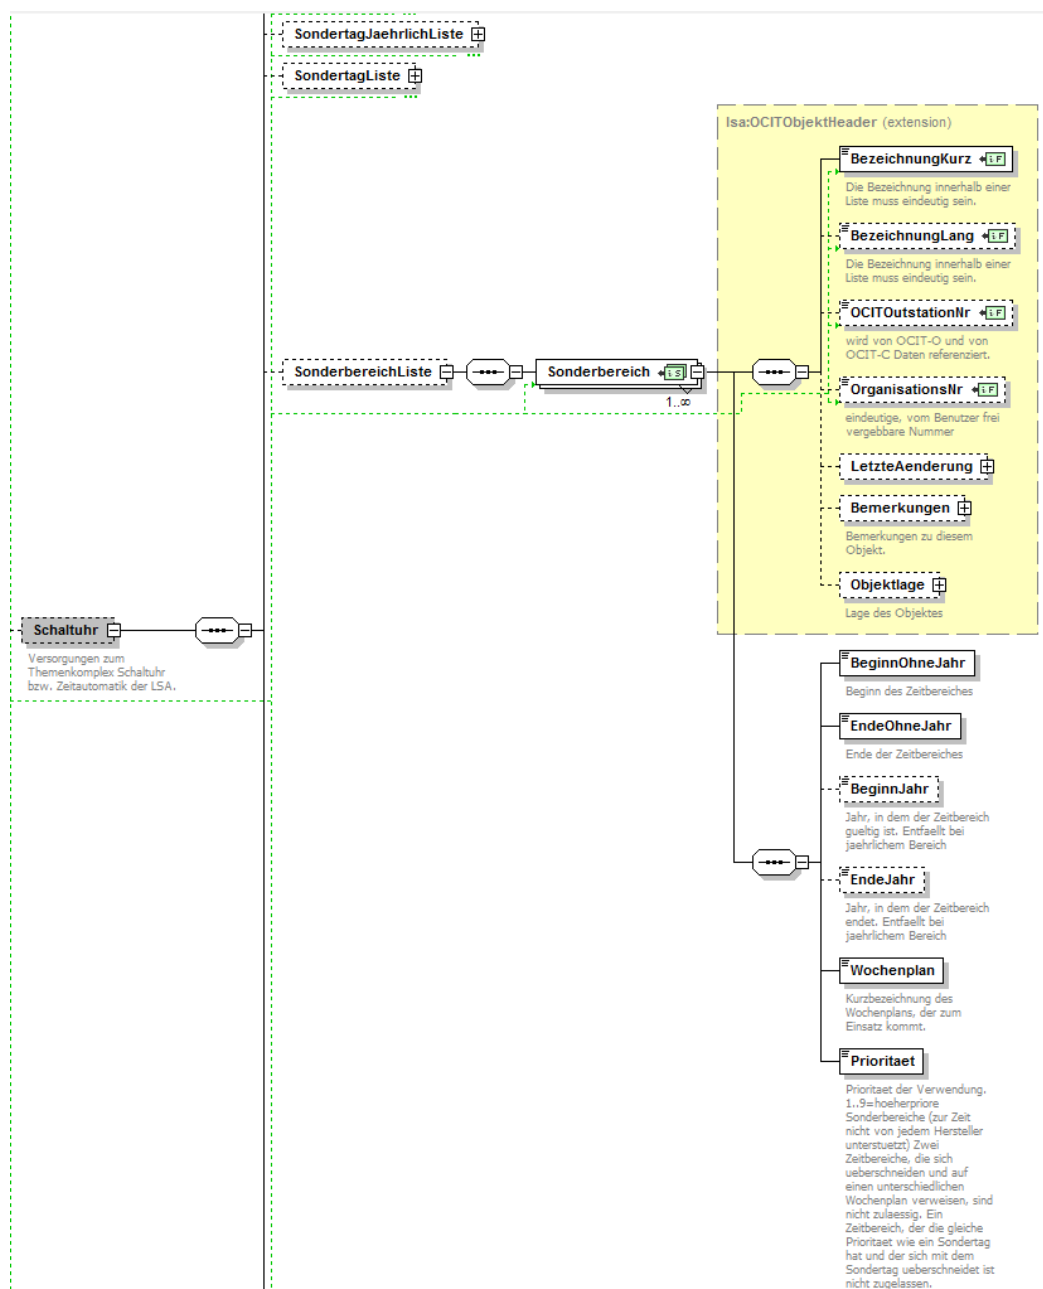 SondertagJaehrlichListe
SondertagListe
lsa:OCITObjektHeader (extension)
BezeichnungKurz
Die Bezeichnung innerhalb einer
Liste muss eindeutig sein.
BezeichnungLang
Die Bezeichnung innerhalb einer
Liste muss eindeutig sein.
OCITOutstationNr
wird von OCIT-O und von
OCIT-C Daten referenziert.
SonderbereichListe
Sonderbereich
1..∞
OrganisationsNr
eindeutige, vom Benutzer frei
vergebbare Nummer
LetzteAenderung
Bemerkungen
Bemerkungen zu diesem
Objekt.
Objektlage
Lage des Objektes
Schaltuhr
Versorgungen zum
Themenkomplex Schaltuhr
bzw. Zeitautomatik der LSA.
BeginnOhneJahr
Beginn des Zeitbereiches
EndeOhneJahr
Ende der Zeitbereiches
BeginnJahr
Jahr, in dem der Zeitbereich
gueltig ist. Entfaellt bei
jaehrlichem Bereich
EndeJahr
Jahr, in dem der Zeitbereich
endet. Entfaellt bei
jaehrlichem Bereich
Wochenplan
Kurzbezeichnung des
Wochenplans, der zum
Einsatz kommt.
Prioritaet
Prioritaet der Verwendung.
1..9=hoeherpriore
Sonderbereiche (zur Zeit
nicht von jedem Hersteller
unterstuetzt) Zwei
Zeitbereiche, die sich
ueberschneiden und auf
einen unterschiedlichen
Wochenplan verweisen, sind
nicht zulaessig. Ein
Zeitbereich, der die gleiche
Prioritaet wie ein Sondertag
hat und der sich mit dem
Sondertag ueberschneidet ist
nicht zugelassen.